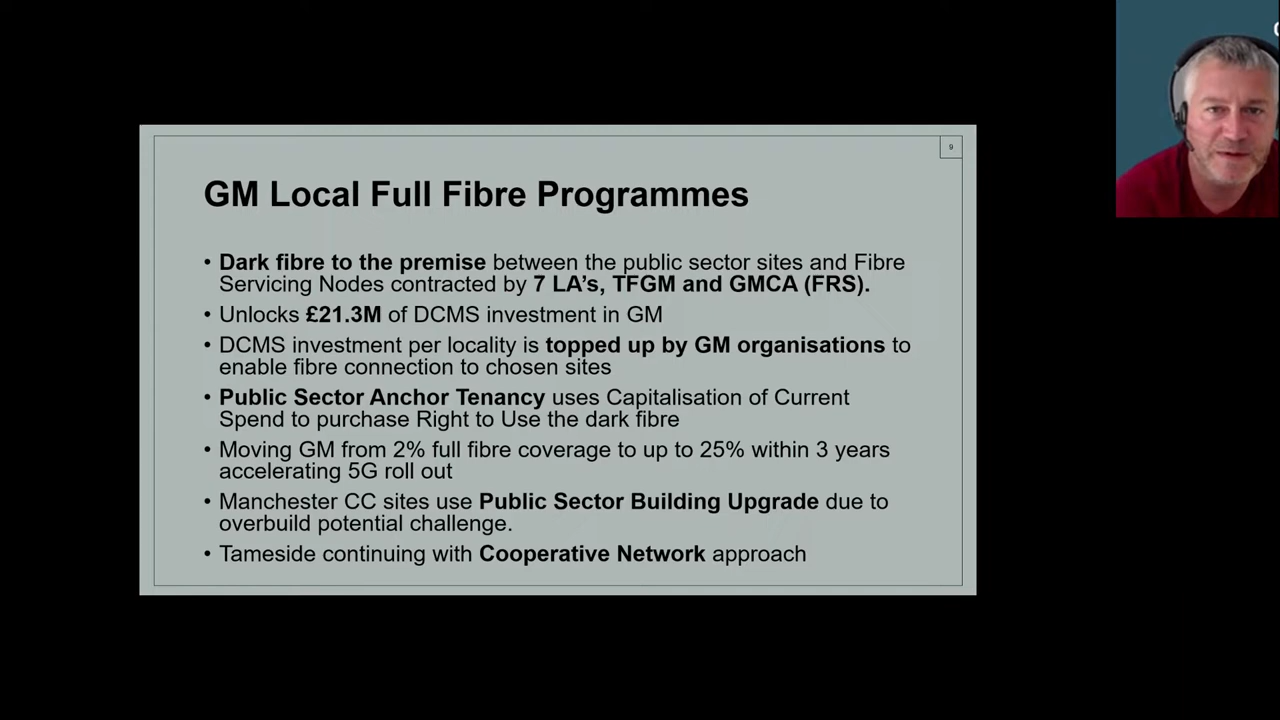 9
GM Local Full Fibre Programmes
• Dark fibre to the premise between the public sector sites and Fibre
Servicing Nodes contracted by 7 LA's, TFGM and GMCA (FRS).
• Unlocks £21.3M of DCMS investment in GM
• DCMS investment per locality is topped up by GM organisations to
enable fibre connection to chosen sites
• Public Sector Anchor Tenancy uses Capitalisation of Current
Spend to purchase Right to Use the dark fibre
• Moving GM from 2% full fibre coverage to up to 25% within 3 years
accelerating 5G roll out
• Manchester CC sites use Public Sector Building Upgrade due to
overbuild potential challenge.
• Tameside continuing with Cooperative Network approach